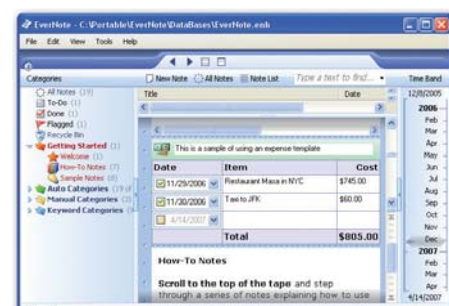 EverNote - C:\Portable\EverNote\DataBases\EverNote.enb
File Edit View Tools Help
Categories
New Note All Notes Note List Type a text to find...
Time Band
All Notes (19)
To-Do (1)
Done (1)
Flagged (1)
Recycle Bin
Getting Started (1)
Welcome (1)
How-To Notes (7)
Sample Notes (8)
Auto Categories (19 of
Manual Categories (2
Keyword Categories (
Title Date
This is a sample of using an expense template
Date Item Cost
11/29/2006 Restaurant Masa in NYC $745.00
11/30/2006 Taxi to JFK $60.00
4/14/2007
Total $805.00
How-To Notes
Scroll to the top of the tape and step
through a series of notes explaining how to use
12/8/2005
2006
Feb
Mar
Apr
May
Jun
Jul
Aug
Sep
Oct
Nov
Dec
2007
Feb
Mar
Apr
4/14/2007